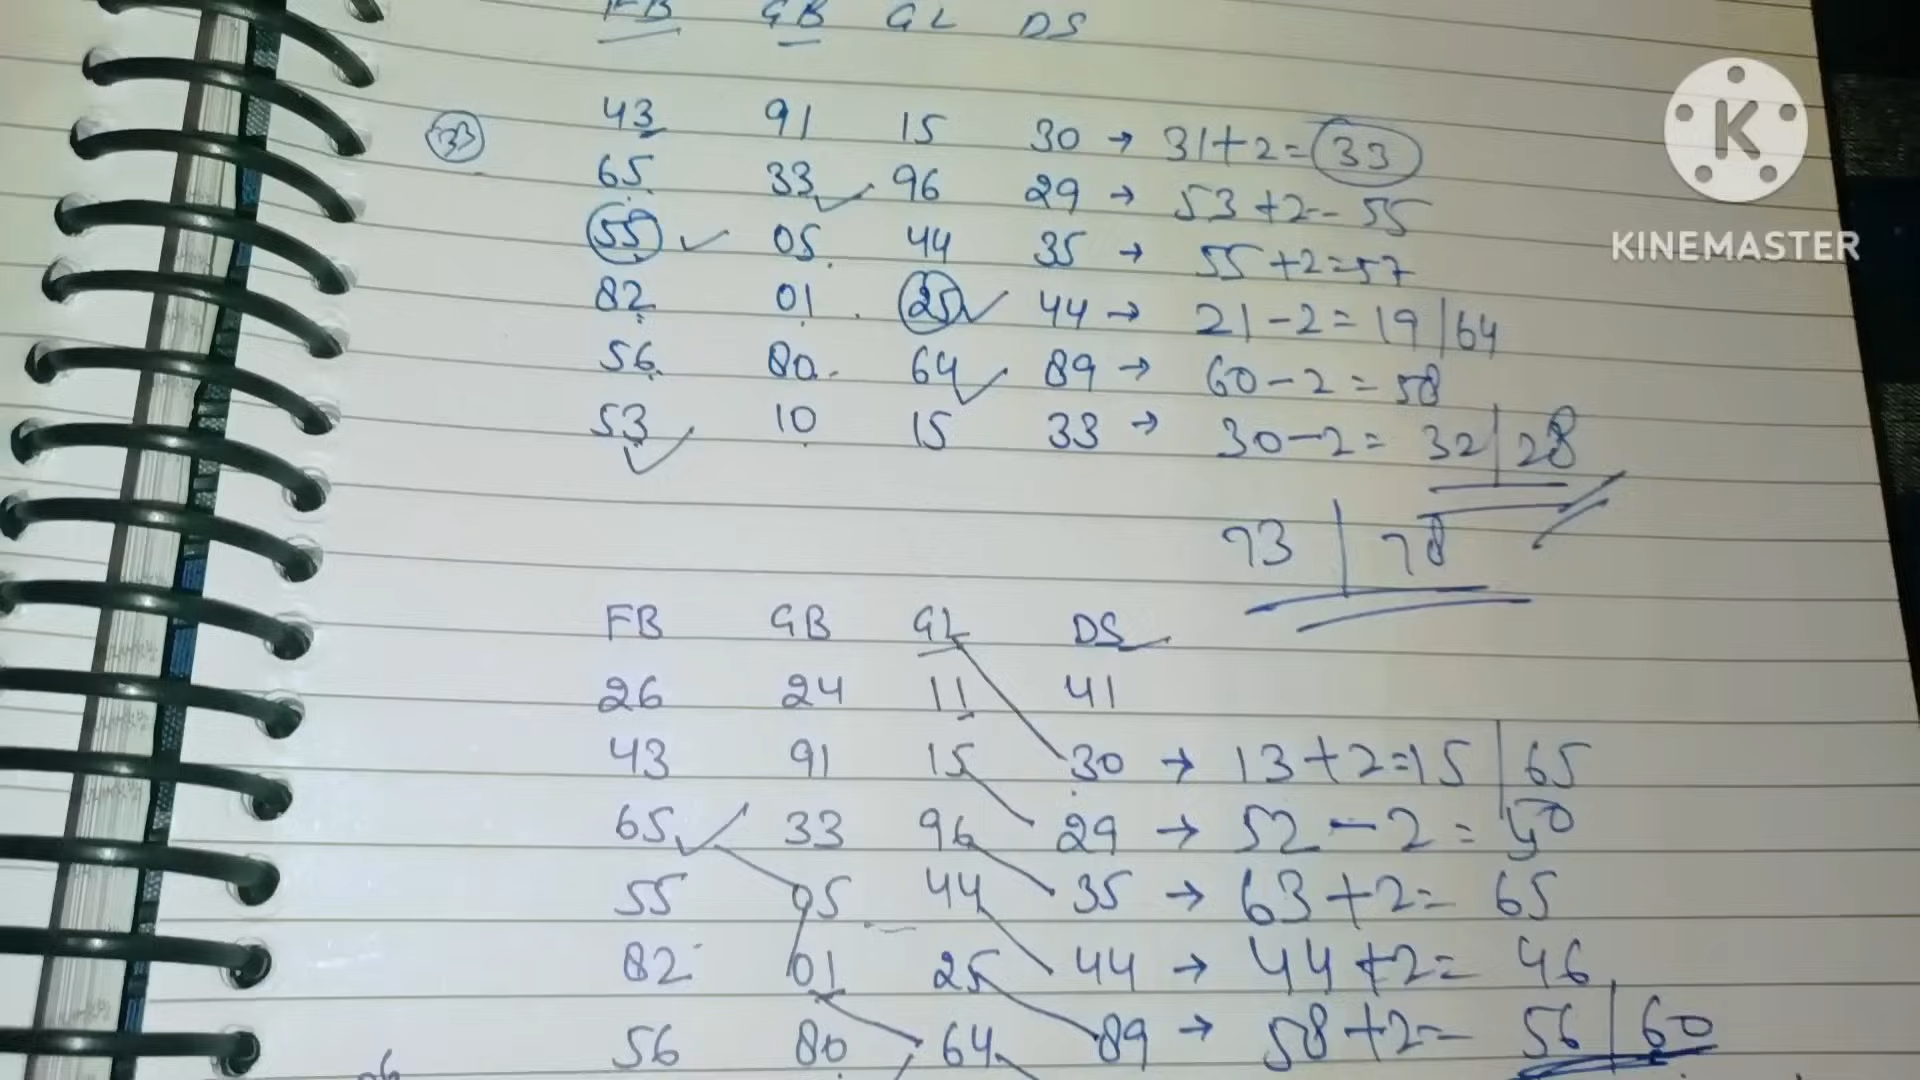 FB GB GL DS
33 43 91 15 30 → 31+2=33
65 33 96 29 → 53+2=55
55 05 44 35 → 55+2=57
82 01 25 44 → 21-2=19|64
56 80 64 89 → 60-2=58
53 10 15 33 → 30-2=32|28
73|78
FB GB GL DS
26 24 11 41
43 91 15 30 → 13+2=15|65
65 33 96 29 → 52-2=50
55 05 44 35 → 63+2=65
82 01 25 44 → 44+2=46
56 80 64 89 → 58+2=56|60
K
KINEMASTER